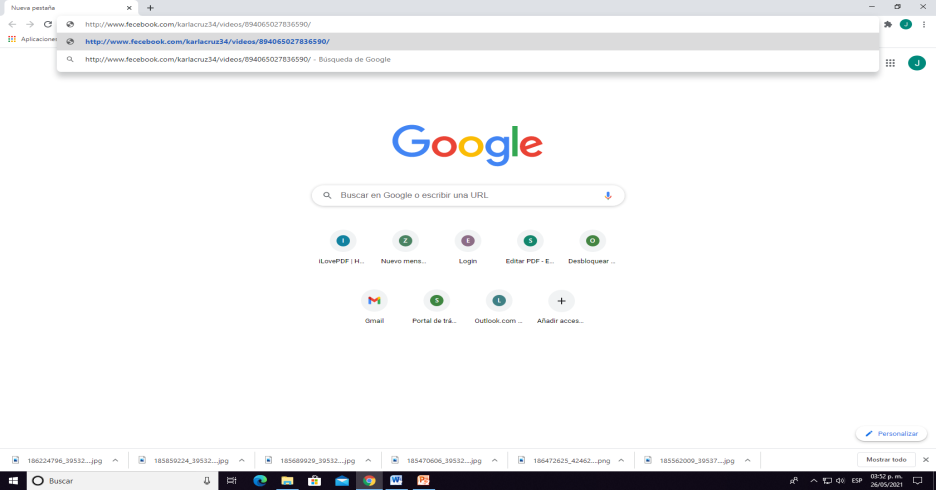 Nueva pestaña
http://www.fecebook.com/karlacruz34/videos/894065027836590/
Aplicaciones
http://www.fecebook.com/karlacruz34/videos/894065027836590/
http://www.fecebook.com/karlacruz34/videos/894065027836590/ - Búsqueda de Google
J
J
Google
Buscar en Google o escribir una URL
I Z E S O
iLovePDF | H... Nuevo mens... Login Editar PDF - E... Desbloquear ...
S L
Gmail Portal de trá... Outlook.com ... Añadir acces...
Personalizar
186224796_39532....jpg 185859224_39532....jpg 185689929_39532....jpg 185470606_39532....jpg 186472625_42462....png 185562009_39537....jpg Mostrar todo
Buscar ESP 03:52 p. m.
26/05/2021